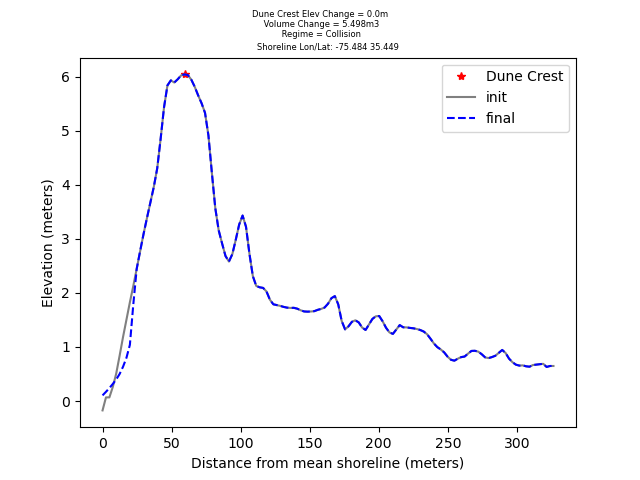 Dune Crest Elev Change = 0.0m
Volume Change = 5.498m3
Regime = Collision
Shoreline Lon/Lat: -75.484 35.449
Dune Crest
init
final
6
5
4
3
2
1
0
Elevation (meters)
0 50 100 150 200 250 300
Distance from mean shoreline (meters)